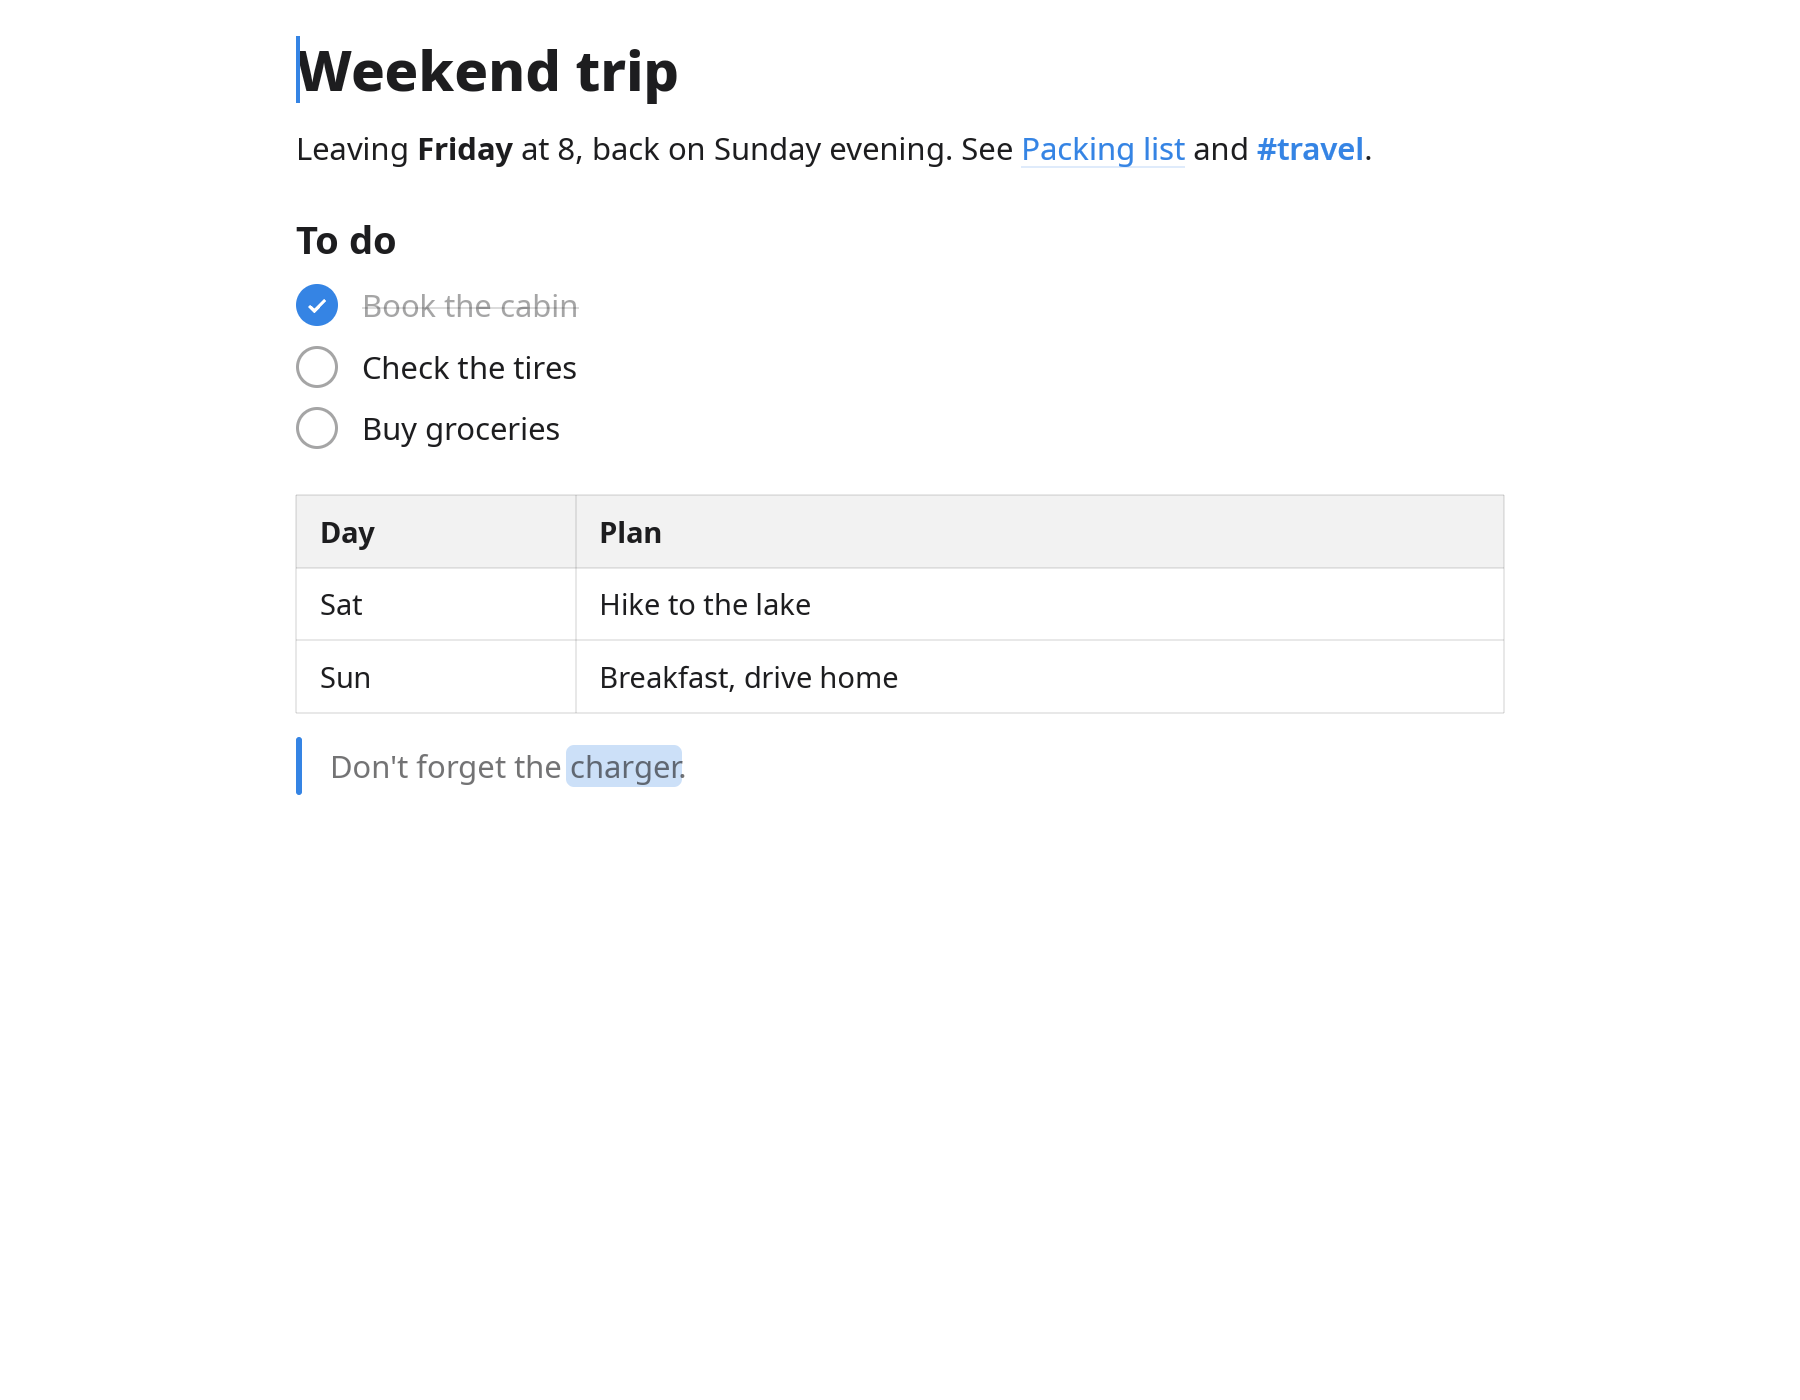 Weekend trip
Leaving Friday at 8, back on Sunday evening. See Packing list and #travel.
To do
Book the cabin
Check the tires
Buy groceries
Day Plan
Sat Hike to the lake
Sun Breakfast, drive home
Don't forget the charger.